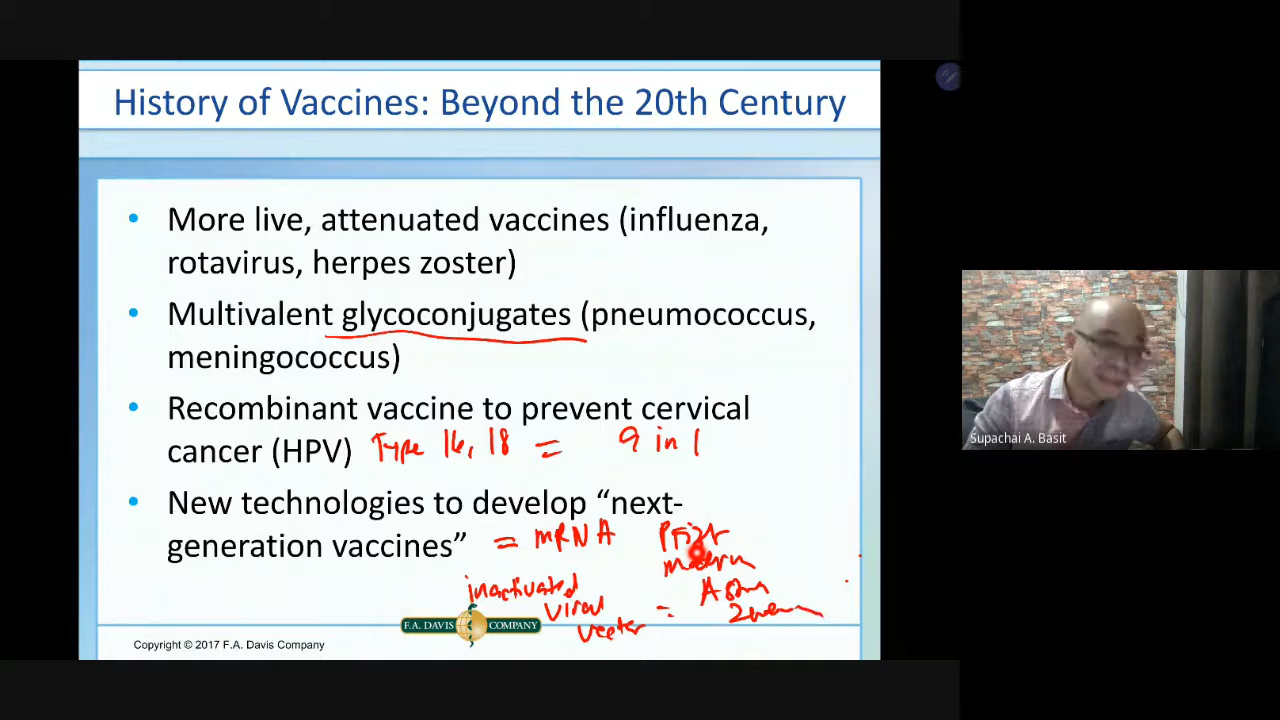 History of Vaccines: Beyond the 20th Century
• More live, attenuated vaccines (influenza,
rotavirus, herpes zoster)
• Multivalent glycoconjugates (pneumococcus,
meningococcus)
• Recombinant vaccine to prevent cervical
cancer (HPV) Type 16, 18 = 9 in 1
• New technologies to develop “next-
generation vaccines” = mRNA
inactivated
viral
vector =
F.A. DAVIS COMPANY
Copyright © 2017 F.A. Davis Company
Supachai A. Basit